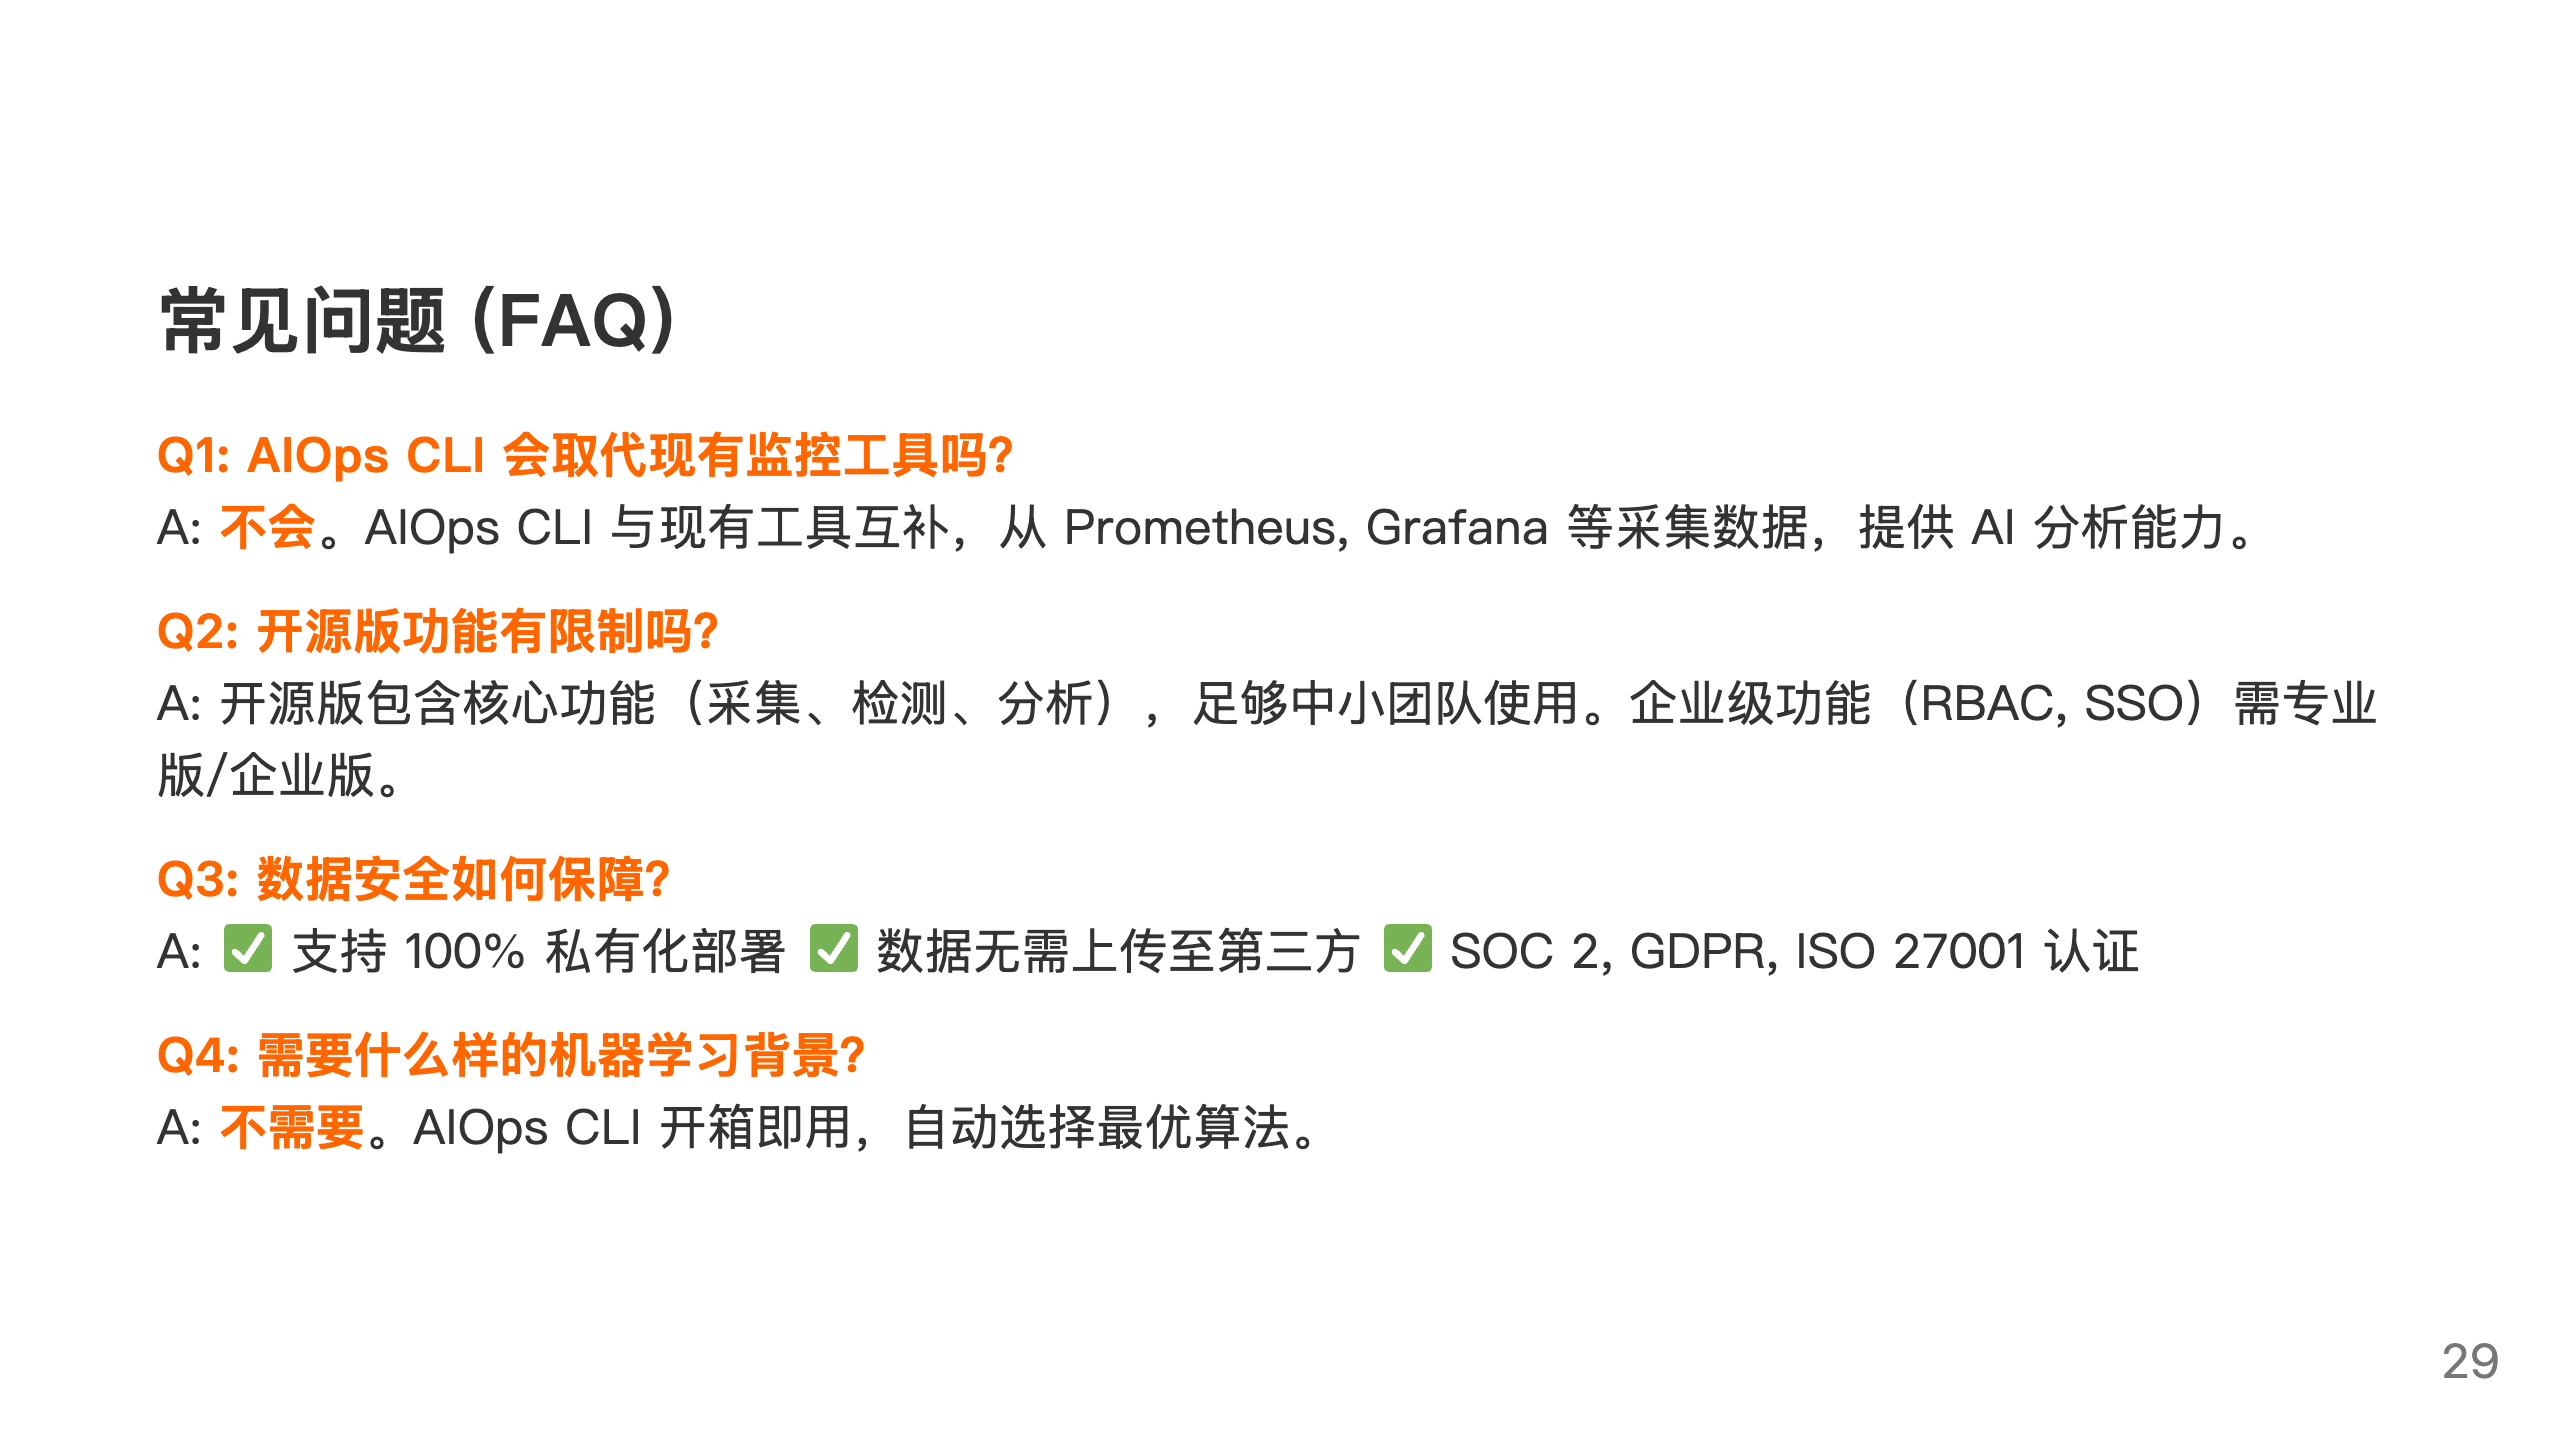 常见问题 (FAQ)
Q1: AIOps CLI 会取代现有监控工具吗?
A: 不会。AIOps CLI 与现有工具互补，从 Prometheus, Grafana 等采集数据，提供 AI 分析能力。
Q2: 开源版功能有限制吗?
A: 开源版包含核心功能（采集、检测、分析），足够中小团队使用。企业级功能（RBAC, SSO）需专业
版/企业版。
Q3: 数据安全如何保障?
A: ✅ 支持 100% 私有化部署 ✅ 数据无需上传至第三方 ✅ SOC 2, GDPR, ISO 27001 认证
Q4: 需要什么样的机器学习背景?
A: 不需要。AIOps CLI 开箱即用，自动选择最优算法。
29